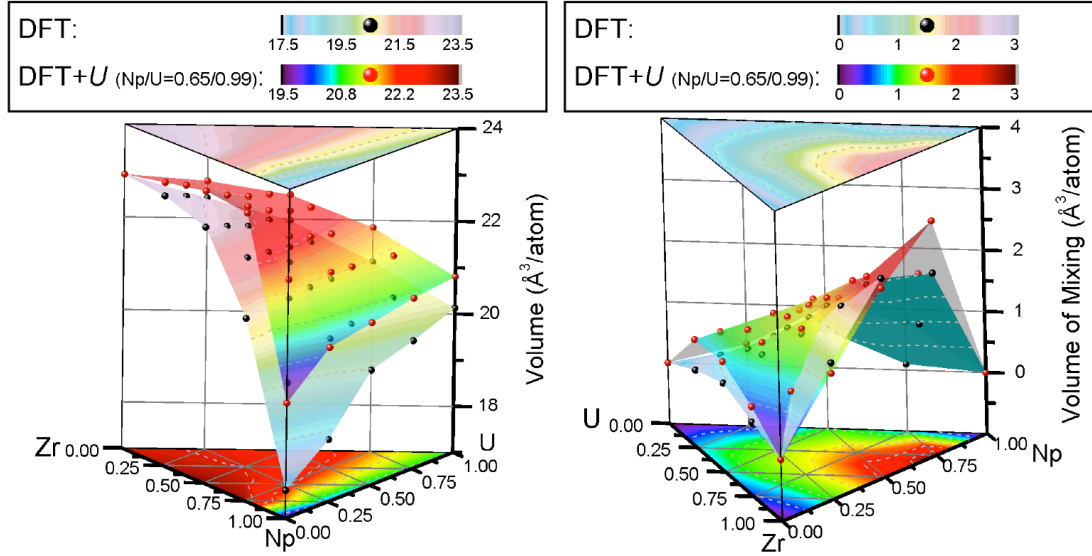 DFT:
17.5 19.5 21.5 23.5
DFT+U (Np/U=0.65/0.99):
19.5 20.8 22.2 23.5
24
22
20
18
Volume (Å³/atom)
Zr 0.00
0.25
0.50
0.75
1.00
Np
0.00
0.25
0.50
0.75
1.00
U
DFT:
0 1 2 3
DFT+U (Np/U=0.65/0.99):
0 1 2 3
4
3
2
1
0
Volume of Mixing (Å³/atom)
U 0.00
0.25
0.50
0.75
1.00
Zr
0.00
0.25
0.50
0.75
1.00
Np